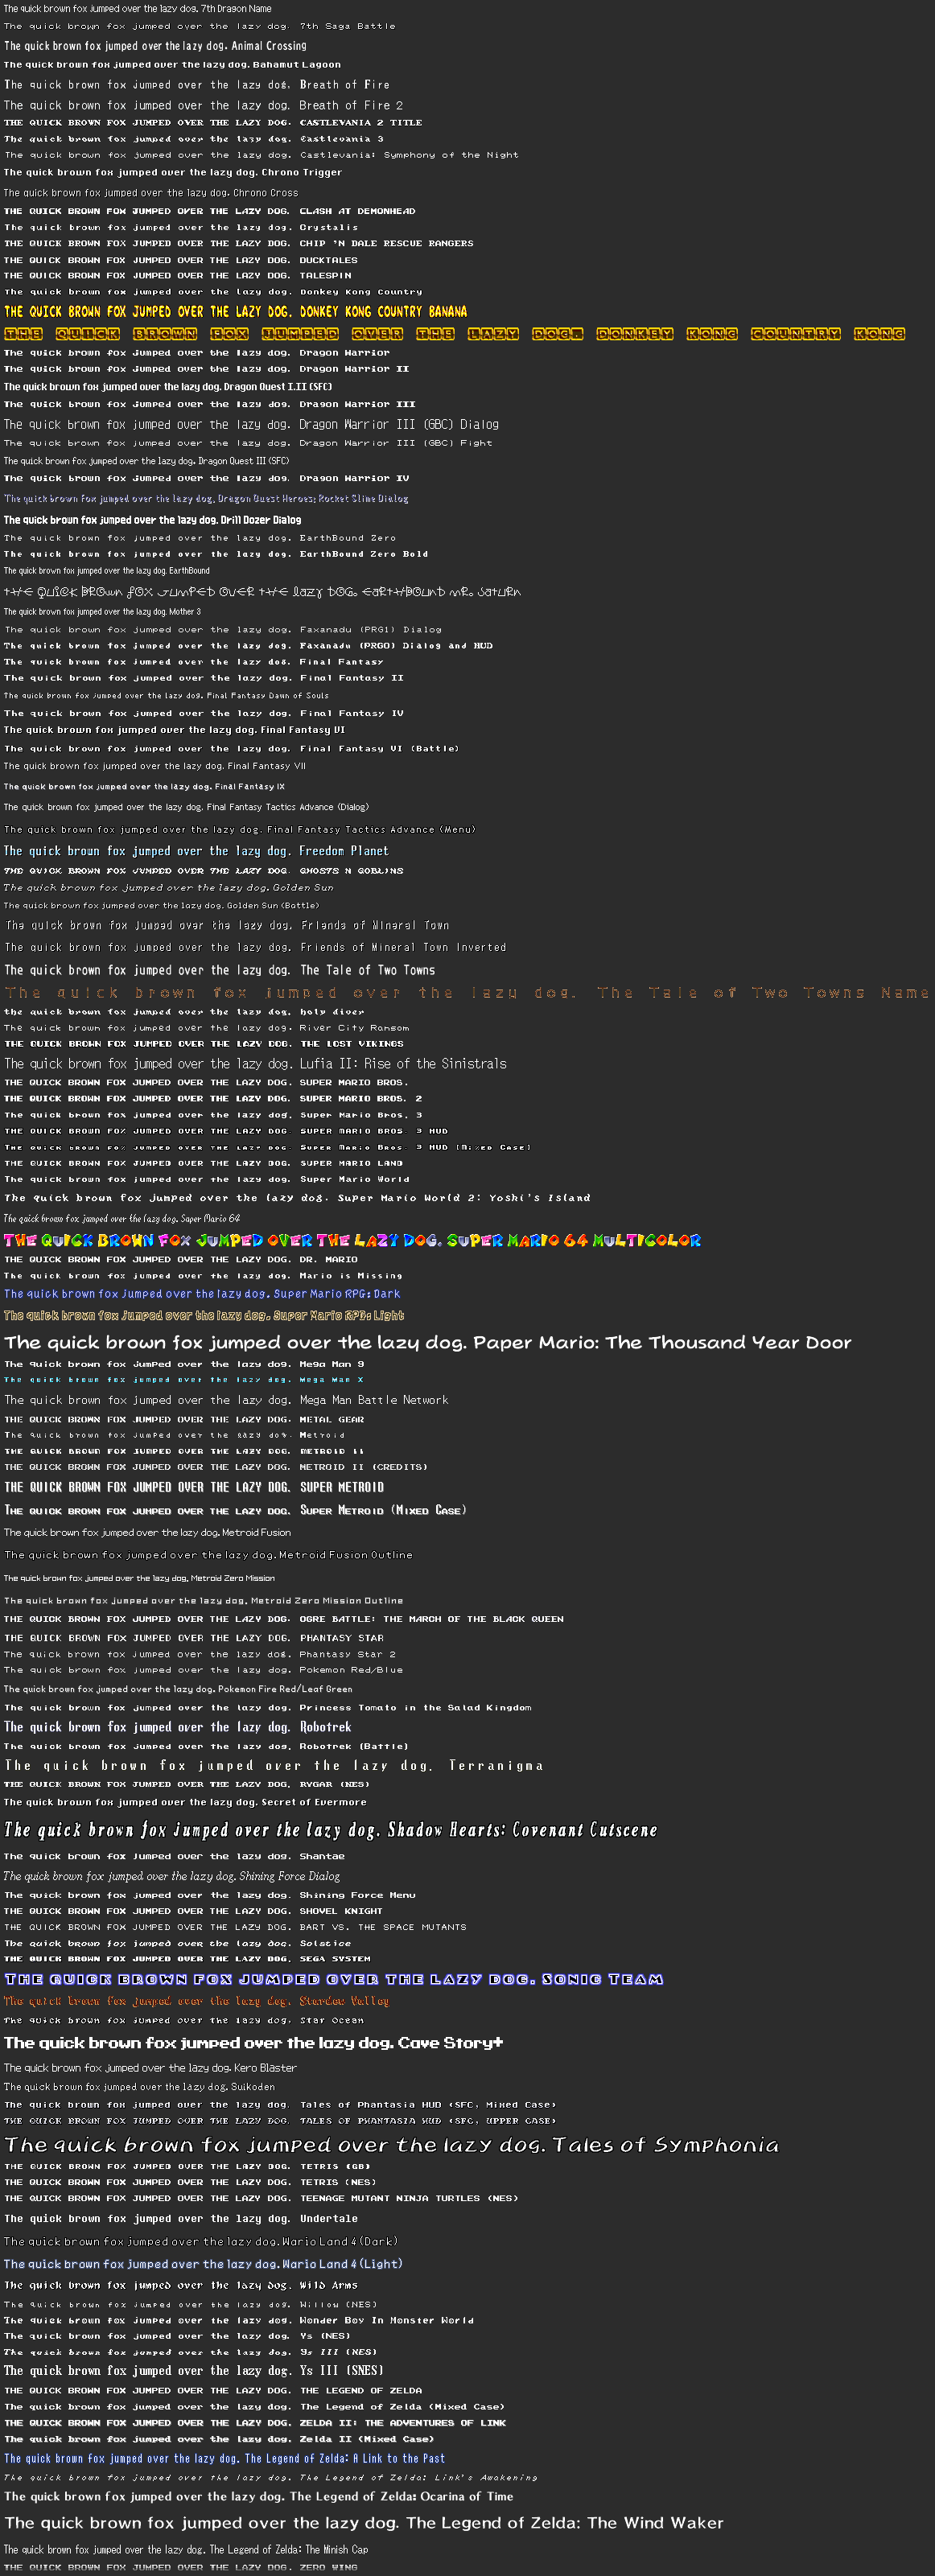 The quick brown fox jumped over the lazy dog. 7th Dragon Name
The quick brown fox jumped over the lazy dog. 7th Saga Battle
The quick brown fox jumped over the lazy dog. Animal Crossing
The quick brown fox jumped over the lazy dog. Bahamut Lagoon
The quick brown fox jumped over the lazy dog. Breath of Fire
The quick brown fox jumped over the lazy dog. Breath of Fire 2
THE QUICK BROWN FOX JUMPED OVER THE LAZY DOG. CASTLEVANIA 2 TITLE
The quick brown fox jumped over the lazy dog. Castlevania 3
The quick brown fox jumped over the lazy dog. Castlevania: Symphony of the Night
The quick brown fox jumped over the lazy dog. Chrono Trigger
The quick brown fox jumped over the lazy dog. Chrono Cross
THE QUICK BROWN FOX JUMPED OVER THE LAZY DOG. CLASH AT DEMONHEAD
The quick brown fox jumped over the lazy dog. Crystalis
THE QUICK BROWN FOX JUMPED OVER THE LAZY DOG. CHIP 'N DALE RESCUE RANGERS
THE QUICK BROWN FOX JUMPED OVER THE LAZY DOG. DUCKTALES
THE QUICK BROWN FOX JUMPED OVER THE LAZY DOG. TALESPIN
The quick brown fox jumped over the lazy dog. Donkey Kong Country
THE QUICK BROWN FOX JUMPED OVER THE LAZY DOG. DONKEY KONG COUNTRY BANANA
THE QUICK BROWN FOX JUMPED OVER THE LAZY DOG. DONKEY KONG COUNTRY KONG
The quick brown fox jumped over the lazy dog. Dragon Warrior
The quick brown fox jumped over the lazy dog. Dragon Warrior II
The quick brown fox jumped over the lazy dog. Dragon Quest I.II (SFC)
The quick brown fox jumped over the lazy dog. Dragon Warrior III
The quick brown fox jumped over the lazy dog. Dragon Warrior III (GBC) Dialog
The quick brown fox jumped over the lazy dog. Dragon Warrior III (GBC) Fight
The quick brown fox jumped over the lazy dog. Dragon Quest III (SFC)
The quick brown fox jumped over the lazy dog. Dragon Warrior IV
The quick brown fox jumped over the lazy dog. Dragon Quest Heroes: Rocket Slime Dialog
The quick brown fox jumped over the lazy dog. Drill Dozer Dialog
The quick brown fox jumped over the lazy dog. EarthBound Zero
The quick brown fox jumped over the lazy dog. EarthBound Zero Bold
The quick brown fox jumped over the lazy dog. EarthBound
tHE QUiCK BROwn fOX JUmPED OVER tHE lazy DOG. EaRtHBOUnD mR. SatURn
The quick brown fox jumped over the lazy dog. Mother 3
The quick brown fox jumped over the lazy dog. Faxanadu (PRG1) Dialog
The quick brown fox jumped over the lazy dog. Faxanadu (PRG0) Dialog and HUD
The quick brown fox jumped over the lazy dog. Final Fantasy
The quick brown fox jumped over the lazy dog. Final Fantasy II
The quick brown fox jumped over the lazy dog. Final Fantasy Dawn of Souls
The quick brown fox jumped over the lazy dog. Final Fantasy IV
The quick brown fox jumped over the lazy dog. Final Fantasy VI
The quick brown fox jumped over the lazy dog. Final Fantasy VI (Battle)
The quick brown fox jumped over the lazy dog. Final Fantasy VII
The quick brown fox jumped over the lazy dog. Final Fantasy IX
The quick brown fox jumped over the lazy dog. Final Fantasy Tactics Advance (Dialog)
The quick brown fox jumped over the lazy dog. Final Fantasy Tactics Advance (Menu)
The quick brown fox jumped over the lazy dog. Freedom Planet
THE QUICK BROWN FOX JUMPED OVER THE LAZY DOG. GHOSTS N GOBLINS
The quick brown fox jumped over the lazy dog. Golden Sun
The quick brown fox jumped over the lazy dog. Golden Sun (Battle)
The quick brown fox jumped over the lazy dog. Friends of Mineral Town
The quick brown fox jumped over the lazy dog. Friends of Mineral Town Inverted
The quick brown fox jumped over the lazy dog. The Tale of Two Towns
The quick brown fox jumped over the lazy dog. The Tale of Two Towns Name
the quick brown fox jumped over the lazy dog. holy diver
The quick brown fox jumped over the lazy dog. River City Ransom
THE QUICK BROWN FOX JUMPED OVER THE LAZY DOG. THE LOST VIKINGS
The quick brown fox jumped over the lazy dog. Lufia II: Rise of the Sinistrals
THE QUICK BROWN FOX JUMPED OVER THE LAZY DOG. SUPER MARIO BROS.
THE QUICK BROWN FOX JUMPED OVER THE LAZY DOG. SUPER MARIO BROS. 2
The quick brown fox jumped over the lazy dog. Super Mario Bros. 3
THE QUICK BROWN FOX JUMPED OVER THE LAZY DOG. SUPER MARIO BROS. 3 HUD
The quick brown fox jumped over the lazy dog. Super Mario Bros. 3 HUD [Mixed Case]
THE QUICK BROWN FOX JUMPED OVER THE LAZY DOG. SUPER MARIO LAND
The quick brown fox jumped over the lazy dog. Super Mario World
The quick brown fox jumped over the lazy dog. Super Mario World 2: Yoshi's Island
The quick brown fox jumped over the lazy dog. Super Mario 64
THE QUICK BROWN FOX JUMPED OVER THE LAZY DOG. SUPER MARIO 64 MULTICOLOR
THE QUICK BROWN FOX JUMPED OVER THE LAZY DOG. DR. MARIO
The quick brown fox jumped over the lazy dog. Mario is Missing
The quick brown fox jumped over the lazy dog. Super Mario RPG: Dark
The quick brown fox jumped over the lazy dog. Super Mario RPG: Light
The quick brown fox jumped over the lazy dog. Paper Mario: The Thousand Year Door
The quick brown fox jumped over the lazy dog. Mega Man 9
The quick brown fox jumped over the lazy dog. Mega Man X
The quick brown fox jumped over the lazy dog. Mega Man Battle Network
THE QUICK BROWN FOX JUMPED OVER THE LAZY DOG. METAL GEAR
The quick brown fox jumped over the lazy dog. Metroid
THE QUICK BROWN FOX JUMPED OVER THE LAZY DOG. METROID II
THE QUICK BROWN FOX JUMPED OVER THE LAZY DOG. METROID II (CREDITS)
THE QUICK BROWN FOX JUMPED OVER THE LAZY DOG. SUPER METROID
The quick brown fox jumped over the lazy dog. Super Metroid (Mixed Case)
The quick brown fox jumped over the lazy dog. Metroid Fusion
The quick brown fox jumped over the lazy dog. Metroid Fusion Outline
The quick brown fox jumped over the lazy dog. Metroid Zero Mission
The quick brown fox jumped over the lazy dog. Metroid Zero Mission Outline
THE QUICK BROWN FOX JUMPED OVER THE LAZY DOG. OGRE BATTLE: THE MARCH OF THE BLACK QUEEN
THE QUICK BROWN FOX JUMPED OVER THE LAZY DOG. PHANTASY STAR
The quick brown fox jumped over the lazy dog. Phantasy Star 2
The quick brown fox jumped over the lazy dog. Pokemon Red/Blue
The quick brown fox jumped over the lazy dog. Pokemon Fire Red/Leaf Green
The quick brown fox jumped over the lazy dog. Princess Tomato in the Salad Kingdom
The quick brown fox jumped over the lazy dog. Robotrek
The quick brown fox jumped over the lazy dog. Robotrek (Battle)
The quick brown fox jumped over the lazy dog. Terranigma
THE QUICK BROWN FOX JUMPED OVER THE LAZY DOG. RYGAR (NES)
The quick brown fox jumped over the lazy dog. Secret of Evermore
The quick brown fox jumped over the lazy dog. Shadow Hearts: Covenant Cutscene
The quick brown fox jumped over the lazy dog. Shantae
The quick brown fox jumped over the lazy dog. Shining Force Dialog
The quick brown fox jumped over the lazy dog. Shining Force Menu
THE QUICK BROWN FOX JUMPED OVER THE LAZY DOG. SHOVEL KNIGHT
THE QUICK BROWN FOX JUMPED OVER THE LAZY DOG. BART VS. THE SPACE MUTANTS
The quick brown fox jumped over the lazy dog. Solstice
THE QUICK BROWN FOX JUMPED OVER THE LAZY DOG. SEGA SYSTEM
The quick brown fox jumped over the lazy dog. Sonic Team
The quick brown fox jumped over the lazy dog. Stardew Valley
The quick brown fox jumped over the lazy dog. Star Ocean
The quick brown fox jumped over the lazy dog. Cave Story+
The quick brown fox jumped over the lazy dog. Kero Blaster
The quick brown fox jumped over the lazy dog. Suikoden
The quick brown fox jumped over the lazy dog. Tales of Phantasia HUD (SFC, Mixed Case)
THE QUICK BROWN FOX JUMPED OVER THE LAZY DOG. TALES OF PHANTASIA HUD (SFC, UPPER CASE)
The quick brown fox jumped over the lazy dog. Tales of Symphonia
THE QUICK BROWN FOX JUMPED OVER THE LAZY DOG. TETRIS (GB)
THE QUICK BROWN FOX JUMPED OVER THE LAZY DOG. TETRIS (NES)
THE QUICK BROWN FOX JUMPED OVER THE LAZY DOG. TEENAGE MUTANT NINJA TURTLES (NES)
The quick brown fox jumped over the lazy dog. Undertale
The quick brown fox jumped over the lazy dog. Wario Land 4 (Dark)
The quick brown fox jumped over the lazy dog. Wario Land 4 (Light)
The quick brown fox jumped over the lazy dog. Wild Arms
The quick brown fox jumped over the lazy dog. Willow (NES)
The quick brown fox jumped over the lazy dog. Wonder Boy In Monster World
The quick brown fox jumped over the lazy dog. Ys (NES)
The quick brown fox jumped over the lazy dog. Ys III (NES)
The quick brown fox jumped over the lazy dog. Ys III (SNES)
THE QUICK BROWN FOX JUMPED OVER THE LAZY DOG. THE LEGEND OF ZELDA
The quick brown fox jumped over the lazy dog. The Legend of Zelda (Mixed Case)
THE QUICK BROWN FOX JUMPED OVER THE LAZY DOG. ZELDA II: THE ADVENTURES OF LINK
The quick brown fox jumped over the lazy dog. Zelda II (Mixed Case)
The quick brown fox jumped over the lazy dog. The Legend of Zelda: A Link to the Past
The quick brown fox jumped over the lazy dog. The Legend of Zelda: Link's Awakening
The quick brown fox jumped over the lazy dog. The Legend of Zelda: Ocarina of Time
The quick brown fox jumped over the lazy dog. The Legend of Zelda: The Wind Waker
The quick brown fox jumped over the lazy dog. The Legend of Zelda: The Minish Cap
THE QUICK BROWN FOX JUMPED OVER THE LAZY DOG. ZERO WING